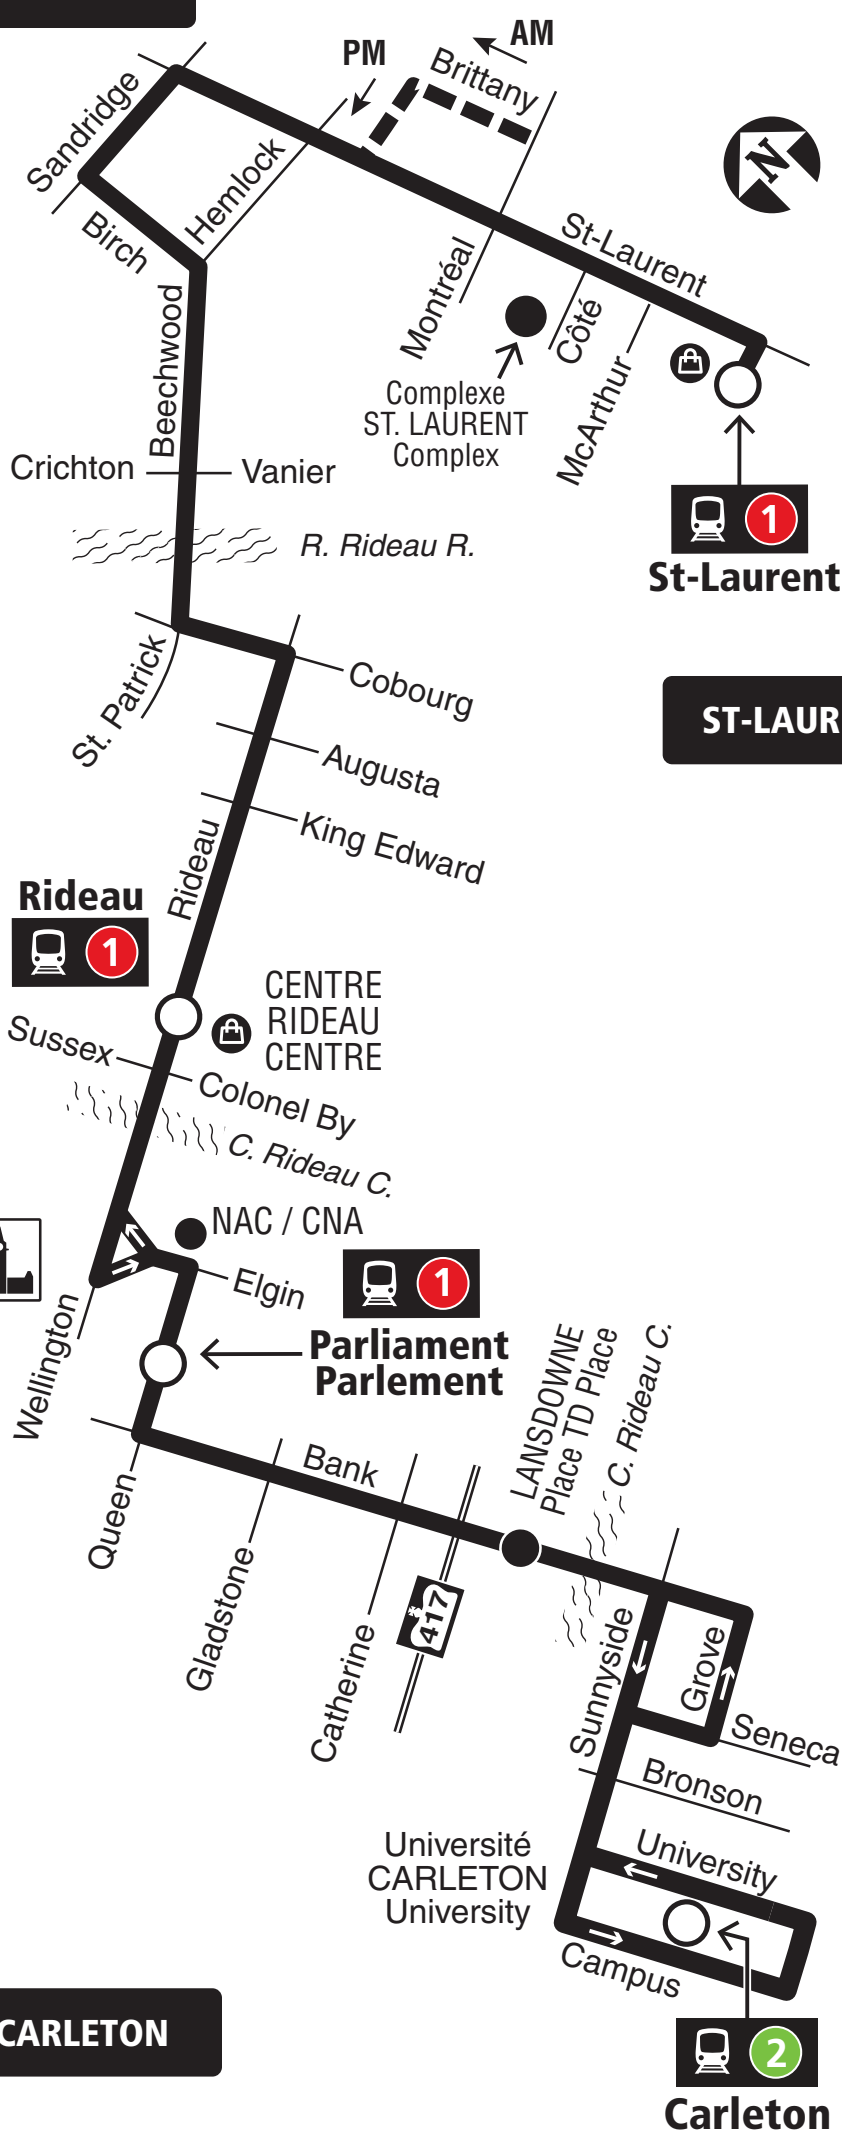 AM
PM
Brittany
Sandridge
Hemlock
N
Birch
St-Laurent
Montréal
Côté
Beechwood
McArthur
Complexe
ST. LAURENT
Complex
Crichton
Vanier
1
R. Rideau R.
St-Laurent
St. Patrick
Cobourg
ST-LAUR
Augusta
King Edward
Rideau
Rideau
1
CENTRE
RIDEAU
CENTRE
Sussex
Colonel By
C. Rideau C.
NAC / CNA
Elgin
1
Wellington
Parliament
Parlement
LANSDOWNE
Place TD Place
C. Rideau C.
Bank
Queen
Gladstone
Catherine
417
Sunnyside
Grove
Seneca
Bronson
Université
CARLETON
University
University
Campus
CARLETON
2
Carleton